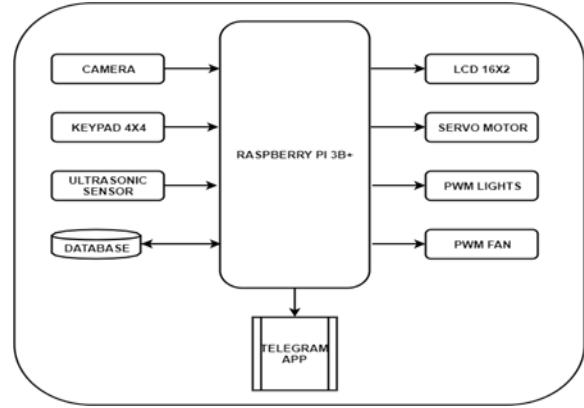 CAMERA
KEYPAD 4X4
ULTRASONIC
SENSOR
DATABASE
RASPBERRY PI 3B+
LCD 16X2
SERVO MOTOR
PWM LIGHTS
PWM FAN
TELEGRAM
APP